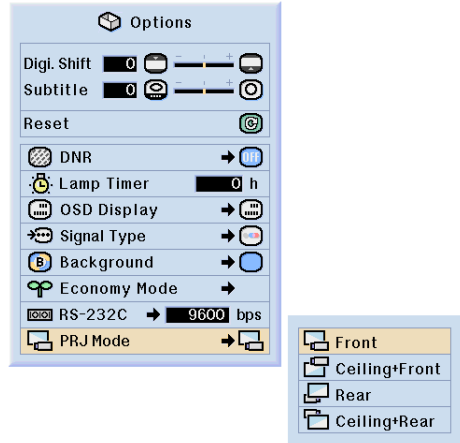 Options
Digi. Shift 0 - +
Subtitle 0 - +
Reset
DNR OFF
Lamp Timer 0 h
OSD Display
Signal Type
B Background
Economy Mode
RS-232C 9600 bps
PRJ Mode
Front
Ceiling+Front
Rear
Ceiling+Rear